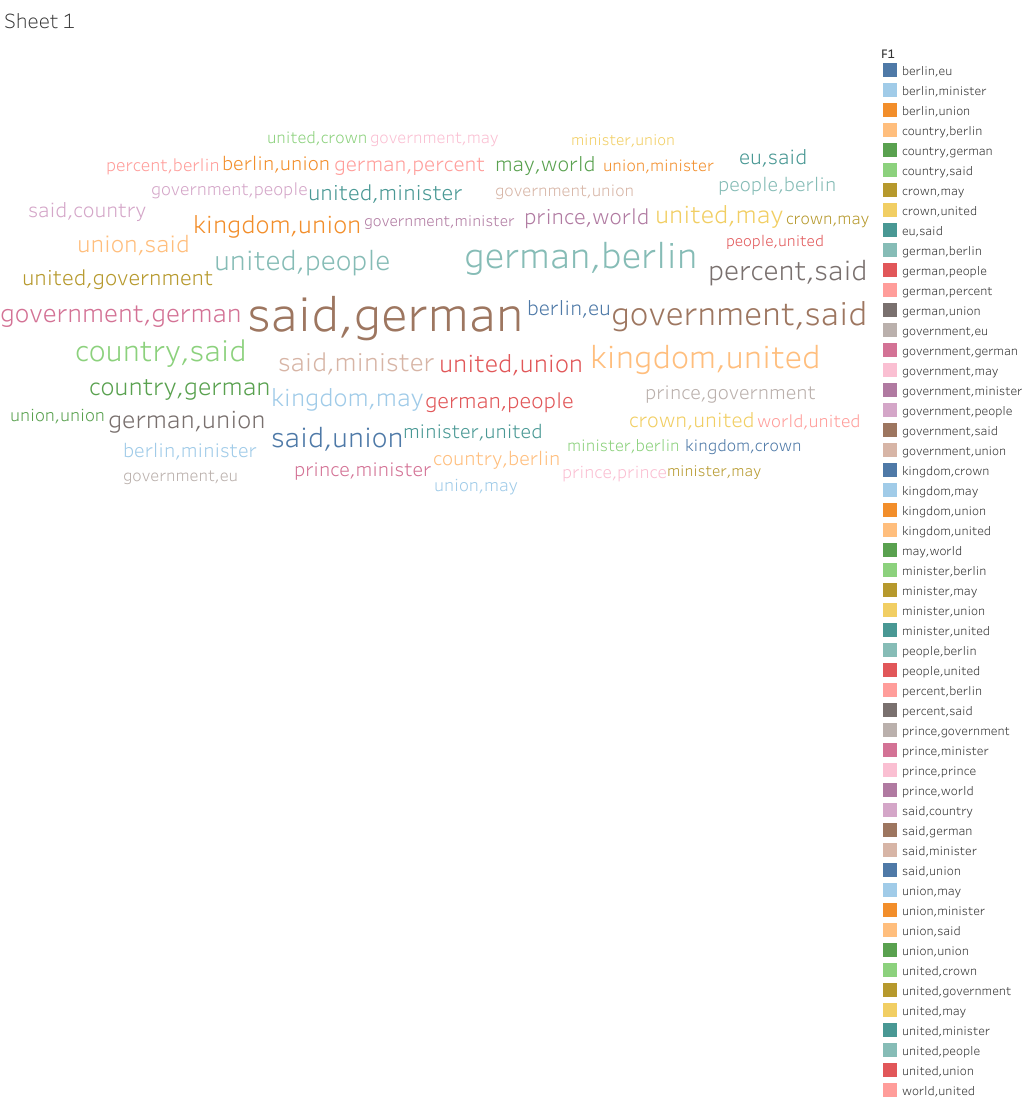 Sheet 1
united,crown government,may minister,union
percent,berlin berlin,union german,percent may,world union,minister eu,said
government,people united,minister government,union people,berlin
said,country kingdom,union government,minister prince,world united,may crown,may
union,said united,people german,berlin people,united
united,government percent,said
government,german said,german berlin,eu government,said
country,said said,minister united,union kingdom,united
country,german kingdom,may german,people prince,government
union,union german,union crown,united world,united
said,union minister,united
berlin,minister country,berlin minister,berlin kingdom,crown
government,eu prince,minister prince,prince minister,may
union,may
F1
berlin,eu
berlin,minister
berlin,union
country,berlin
country,german
country,said
crown,may
crown,united
eu,said
german,berlin
german,people
german,percent
german,union
government,eu
government,german
government,may
government,minister
government,people
government,said
government,union
kingdom,crown
kingdom,may
kingdom,union
kingdom,united
may,world
minister,berlin
minister,may
minister,union
minister,united
people,berlin
people,united
percent,berlin
percent,said
prince,government
prince,minister
prince,prince
prince,world
said,country
said,german
said,minister
said,union
union,may
union,minister
union,said
union,union
united,crown
united,government
united,may
united,minister
united,people
united,union
world,united